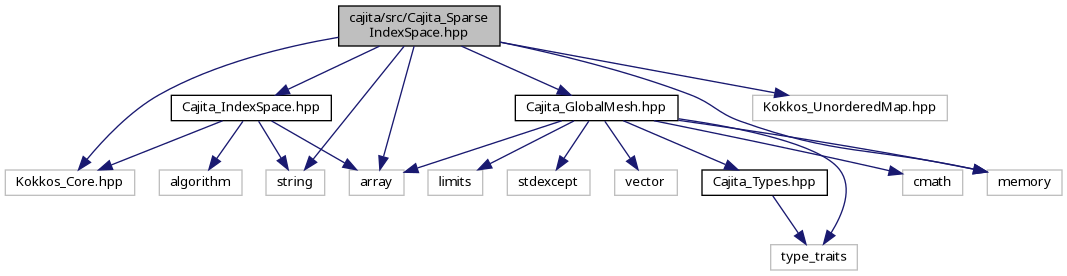 cajita/src/Cajita_Sparse
IndexSpace.hpp
Cajita_IndexSpace.hpp
Cajita_GlobalMesh.hpp
Kokkos_UnorderedMap.hpp
Kokkos_Core.hpp
algorithm
string
array
limits
stdexcept
vector
Cajita_Types.hpp
cmath
memory
type_traits